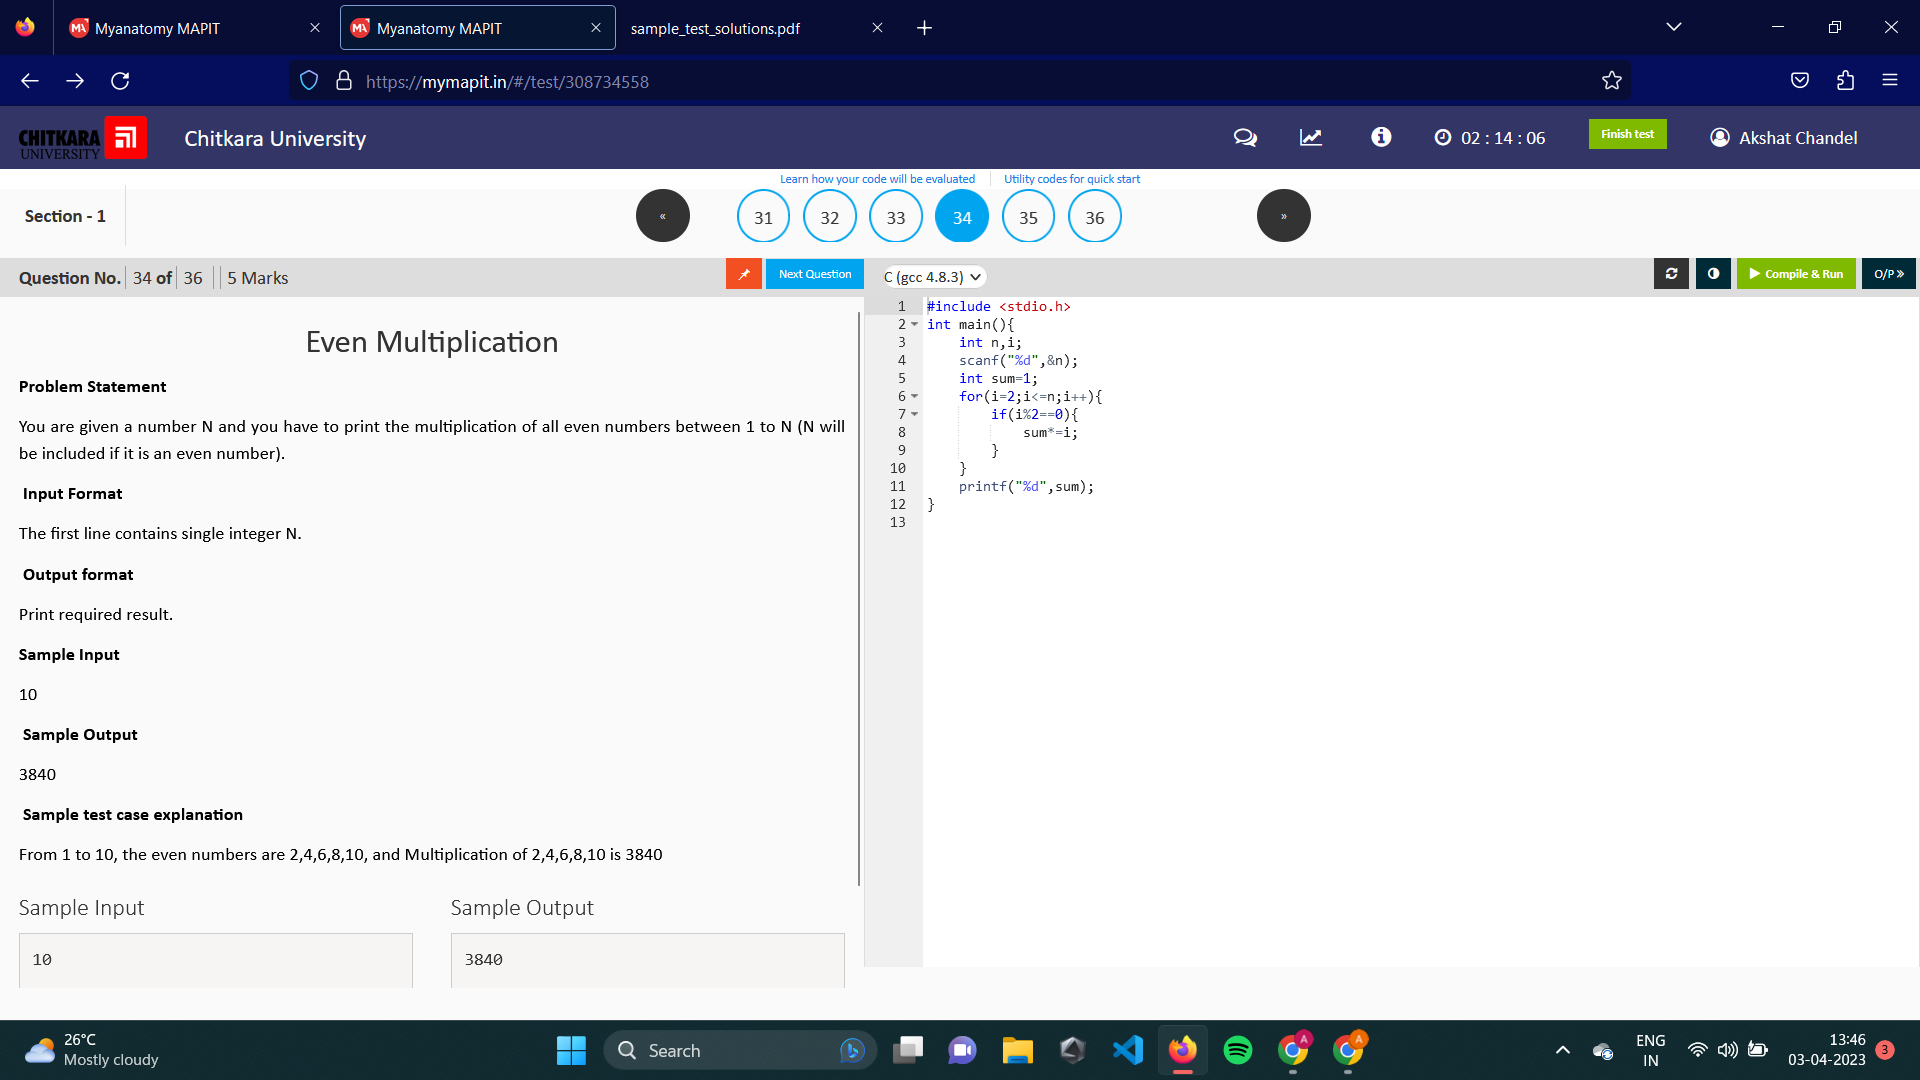 Myanatomy MAPIT
Myanatomy MAPIT
sample_test_solutions.pdf
https://mymapit.in/#/test/308734558
CHITKARA
UNIVERSITY
Chitkara University
02 : 14 : 06
Finish test
Akshat Chandel
Learn how your code will be evaluated
Utility codes for quick start
Section - 1
«
31
32
33
34
35
36
»
Question No. 34 of 36 5 Marks
Next Question
C (gcc 4.8.3)
Compile & Run
O/P »
Even Multiplication
Problem Statement
You are given a number N and you have to print the multiplication of all even numbers between 1 to N (N will
be included if it is an even number).
Input Format
The first line contains single integer N.
Output format
Print required result.
Sample Input
10
Sample Output
3840
Sample test case explanation
From 1 to 10, the even numbers are 2,4,6,8,10, and Multiplication of 2,4,6,8,10 is 3840
Sample Input
Sample Output
10
3840
1 #include <stdio.h>
2 int main(){
3     int n,i;
4     scanf("%d",&n);
5     int sum=1;
6     for(i=2;i<=n;i++){
7         if(i%2==0){
8             sum*=i;
9         }
10     }
11     printf("%d",sum);
12 }
13
26°C
Mostly cloudy
Search
A
A
ENG
IN
13:46
03-04-2023
3